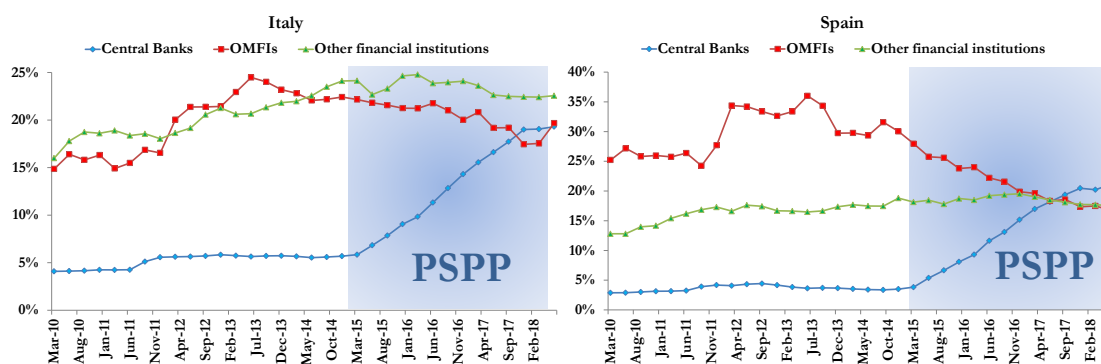 Italy
Central Banks OMFIs Other financial institutions
25%
20%
15%
10%
5%
0%
PSPP
Mar-10 Aug-10 Jan-11 Jun-11 Nov-11 Apr-12 Sep-12 Feb-13 Jul-13 Dec-13 May-14 Oct-14 Mar-15 Aug-15 Jan-16 Jun-16 Nov-16 Apr-17 Sep-17 Feb-18
Spain
Central Banks OMFIs Other financial institutions
40%
35%
30%
25%
20%
15%
10%
5%
0%
PSPP
Mar-10 Aug-10 Jan-11 Jun-11 Nov-11 Apr-12 Sep-12 Feb-13 Jul-13 Dec-13 May-14 Oct-14 Mar-15 Aug-15 Jan-16 Jun-16 Nov-16 Apr-17 Sep-17 Feb-18